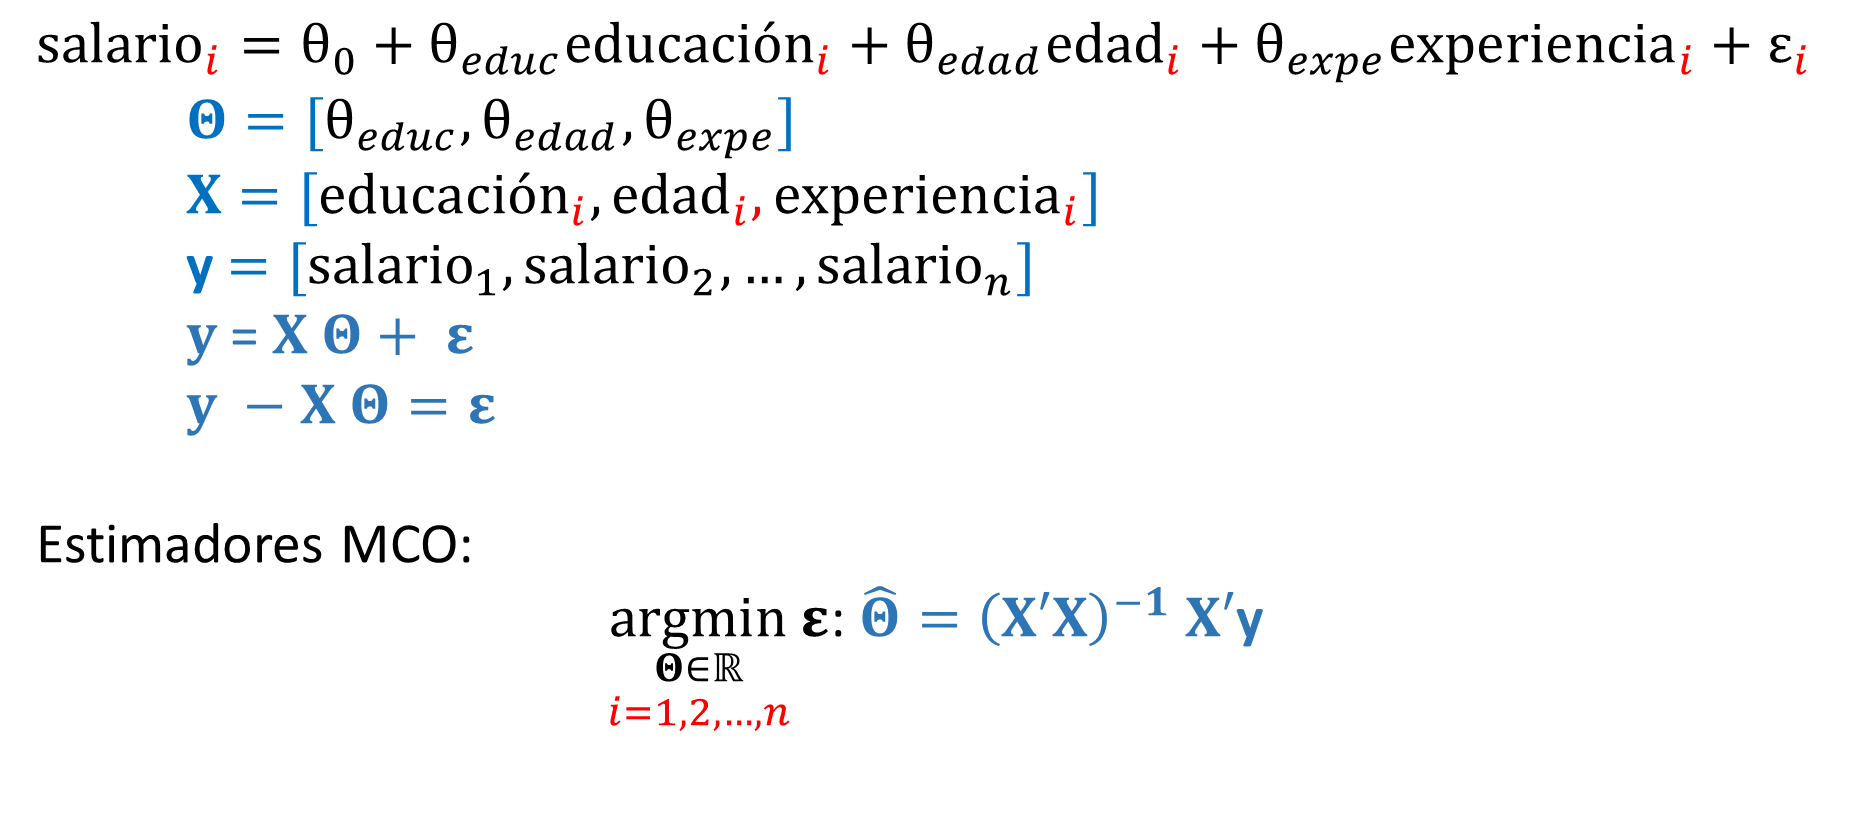 salarioᵢ = θ₀ + θ_educ educaciónᵢ + θ_edad edadᵢ + θ_expe experienciaᵢ + εᵢ
Θ = [θ_educ, θ_edad, θ_expe]
X = [educaciónᵢ, edadᵢ, experienciaᵢ]
y = [salario₁, salario₂, … , salarioₙ]
y = X Θ + ε
y − X Θ = ε
Estimadores MCO:
argmin ε: Θ̂ = (X′X)⁻¹ X′y
Θ∈ℝ
i=1,2,…,n